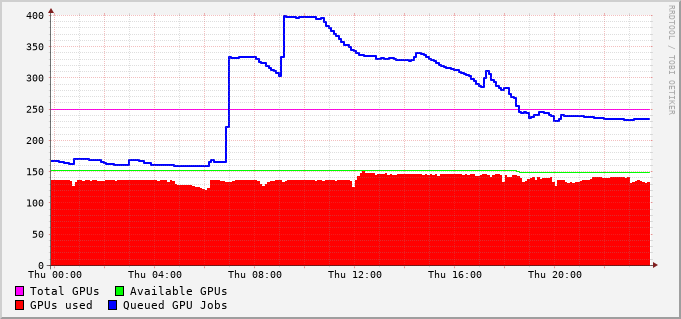 RRDTOOL / TOBI OETIKER
400
350
300
250
200
150
100
50
0
Thu 00:00 Thu 04:00 Thu 08:00 Thu 12:00 Thu 16:00 Thu 20:00
Total GPUs Available GPUs
GPUs used Queued GPU Jobs